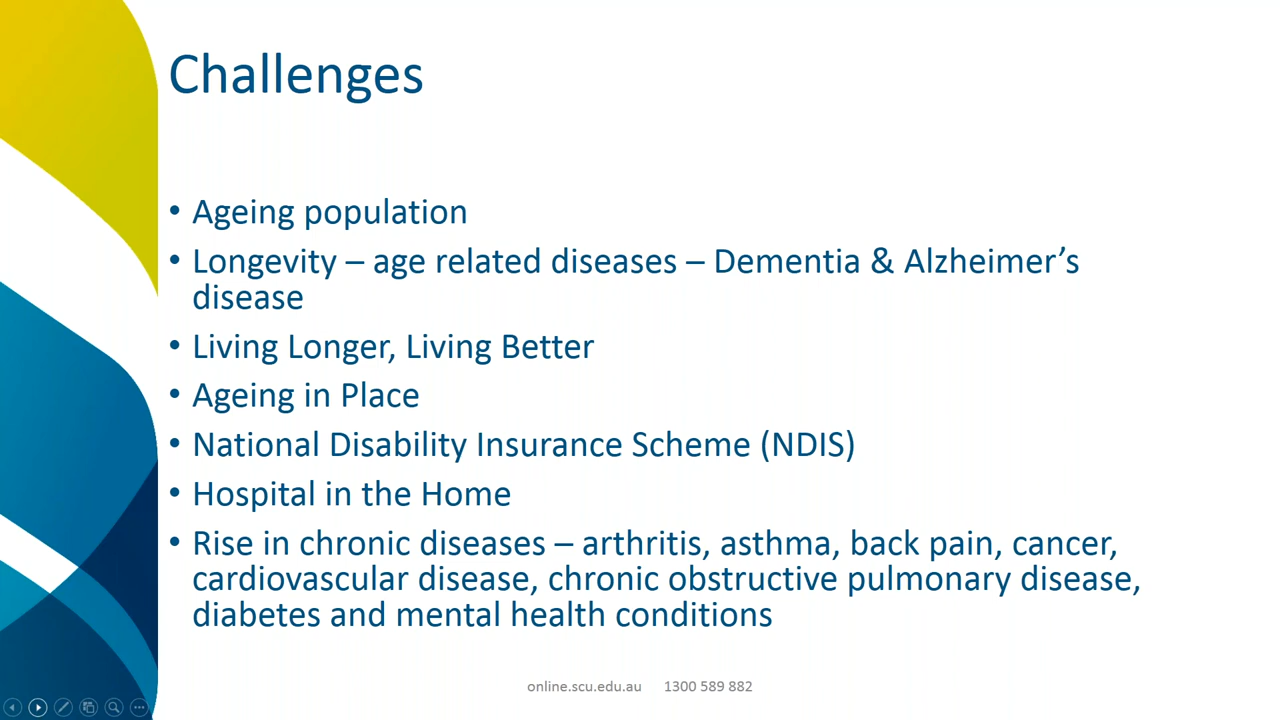 Challenges
• Ageing population
• Longevity – age related diseases – Dementia & Alzheimer’s
disease
• Living Longer, Living Better
• Ageing in Place
• National Disability Insurance Scheme (NDIS)
• Hospital in the Home
• Rise in chronic diseases – arthritis, asthma, back pain, cancer,
cardiovascular disease, chronic obstructive pulmonary disease,
diabetes and mental health conditions
online.scu.edu.au 1300 589 882